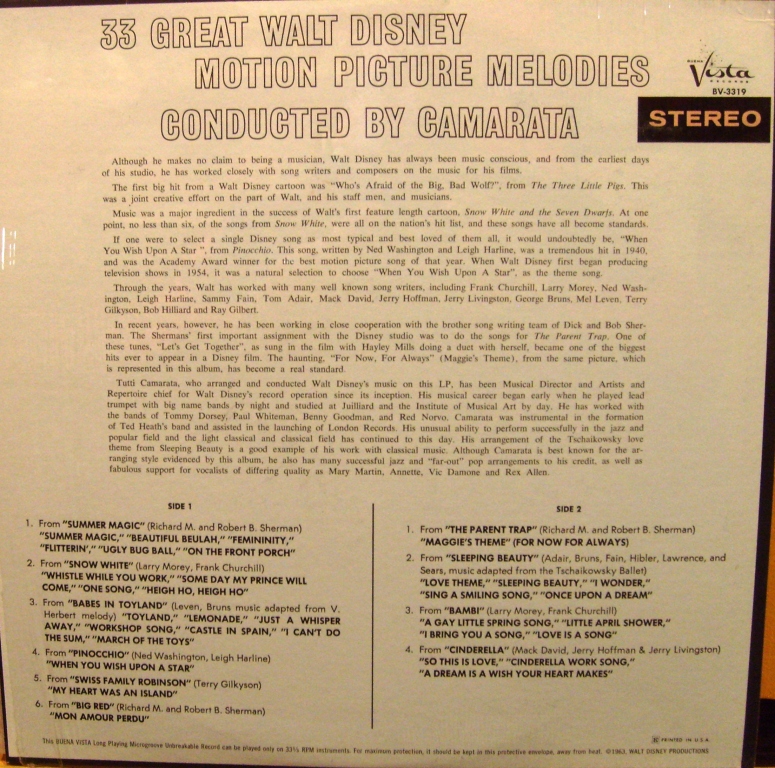 33 GREAT WALT DISNEY
MOTION PICTURE MELODIES
CONDUCTED BY CAMARATA
BUENA
Vista
RECORDS
BV-3319
STEREO
Although he makes no claim to being a musician, Walt Disney has always been music conscious, and from the earliest days
of his studio, he has worked closely with song writers and composers on the music for his films.
The first big hit from a Walt Disney cartoon was "Who's Afraid of the Big, Bad Wolf?", from The Three Little Pigs. This
was a joint creative effort on the part of Walt, and his staff men, and musicians.
Music was a major ingredient in the success of Walt's first feature length cartoon, Snow White and the Seven Dwarfs. At one
point, no less than six, of the songs from Snow White, were all on the nation's hit list, and these songs have all become standards.
If one were to select a single Disney song as most typical and best loved of them all, it would undoubtedly be, "When
You Wish Upon A Star ", from Pinocchio. This song, written by Ned Washington and Leigh Harline, was a tremendous hit in 1940,
and was the Academy Award winner for the best motion picture song of that year. When Walt Disney first began producing
television shows in 1954, it was a natural selection to choose "When You Wish Upon A Star", as the theme song.
Through the years, Walt has worked with many well known song writers, including Frank Churchill, Larry Morey, Ned Wash-
ington, Leigh Harline, Sammy Fain, Tom Adair, Mack David, Jerry Hoffman, Jerry Livingston, George Bruns, Mel Leven, Terry
Gilkyson, Bob Hilliard and Ray Gilbert.
In recent years, however, he has been working in close cooperation with the brother song writing team of Dick and Bob Sher-
man. The Shermans' first important assignment with the Disney studio was to do the songs for The Parent Trap. One of
these tunes, "Let's Get Together", as sung in the film with Hayley Mills doing a duet with herself, became one of the biggest
hits ever to appear in a Disney film. The haunting, "For Now, For Always" (Maggie's Theme), from the same picture, which
is represented in this album, has become a real standard.
Tutti Camarata, who arranged and conducted Walt Disney's music on this LP, has been Musical Director and Artists and
Repertoire chief for Walt Disney's record operation since its inception. His musical career began early when he played lead
trumpet with big name bands by night and studied at Juilliard and the Institute of Musical Art by day. He has worked with
the bands of Tommy Dorsey, Paul Whiteman, Benny Goodman, and Red Norvo. Camarata was instrumental in the formation
of Ted Heath's band and assisted in the launching of London Records. His unusual ability to perform successfully in the jazz and
popular field and the light classical and classical field has continued to this day. His arrangement of the Tschaikowsky love
theme from Sleeping Beauty is a good example of his work with classical music. Although Camarata is best known for the ar-
ranging style evidenced by this album, he also has many successful jazz and "far-out" pop arrangements to his credit, as well as
fabulous support for vocalists of differing quality as Mary Martin, Annette, Vic Damone and Rex Allen.
SIDE 1
1. From "SUMMER MAGIC" (Richard M. and Robert B. Sherman)
"SUMMER MAGIC," "BEAUTIFUL BEULAH," "FEMININITY,"
"FLITTERIN'," "UGLY BUG BALL," "ON THE FRONT PORCH"
2. From "SNOW WHITE" (Larry Morey, Frank Churchill)
"WHISTLE WHILE YOU WORK," "SOME DAY MY PRINCE WILL
COME," "ONE SONG," "HEIGH HO, HEIGH HO"
3. From "BABES IN TOYLAND" (Leven, Bruns music adapted from V.
Herbert melody) "TOYLAND," "LEMONADE," "JUST A WHISPER
AWAY," "WORKSHOP SONG," "CASTLE IN SPAIN," "I CAN'T DO
THE SUM," "MARCH OF THE TOYS"
4. From "PINOCCHIO" (Ned Washington, Leigh Harline)
"WHEN YOU WISH UPON A STAR"
5. From "SWISS FAMILY ROBINSON" (Terry Gilkyson)
"MY HEART WAS AN ISLAND"
6. From "BIG RED" (Richard M. and Robert B. Sherman)
"MON AMOUR PERDU"
SIDE 2
1. From "THE PARENT TRAP" (Richard M. and Robert B. Sherman)
"MAGGIE'S THEME" (FOR NOW FOR ALWAYS)
2. From "SLEEPING BEAUTY" (Adair, Bruns, Fain, Hibler, Lawrence, and
Sears, music adapted from the Tschaikowsky Ballet)
"LOVE THEME," "SLEEPING BEAUTY," "I WONDER,"
"SING A SMILING SONG," "ONCE UPON A DREAM"
3. From "BAMBI" (Larry Morey, Frank Churchill)
"A GAY LITTLE SPRING SONG," "LITTLE APRIL SHOWER,"
"I BRING YOU A SONG," "LOVE IS A SONG"
4. From "CINDERELLA" (Mack David, Jerry Hoffman & Jerry Livingston)
"SO THIS IS LOVE," "CINDERELLA WORK SONG,"
"A DREAM IS A WISH YOUR HEART MAKES"
PRINTED IN U.S.A.
This BUENA VISTA Long Playing Microgroove Unbreakable Record can be played only on 33⅓ RPM instruments. For maximum protection, it should be kept in this protective envelope, away from heat. ©1963, WALT DISNEY PRODUCTIONS